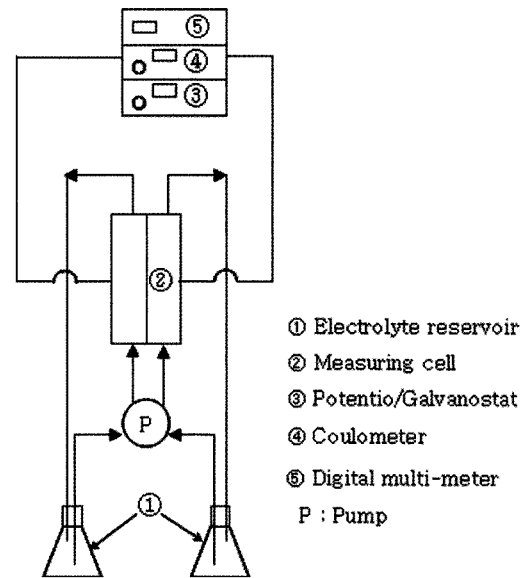 ⑤
④
③
②
P
①
① Electrolyte reservoir
② Measuring cell
③ Potentio/Galvanostat
④ Coulometer
⑤ Digital multi-meter
P : Pump